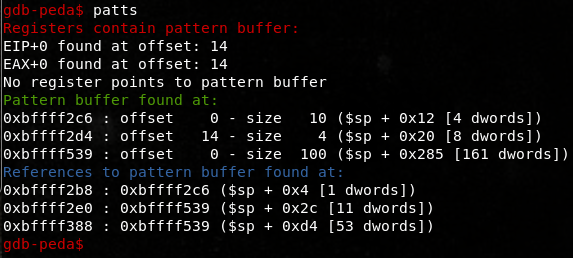 gdb-peda$ patts
Registers contain pattern buffer:
EIP+0 found at offset: 14
EAX+0 found at offset: 14
No register points to pattern buffer
Pattern buffer found at:
0xbffff2c6 : offset    0 - size   10 ($sp + 0x12 [4 dwords])
0xbffff2d4 : offset   14 - size    4 ($sp + 0x20 [8 dwords])
0xbffff539 : offset    0 - size  100 ($sp + 0x285 [161 dwords])
References to pattern buffer found at:
0xbffff2b8 : 0xbffff2c6 ($sp + 0x4 [1 dwords])
0xbffff2e0 : 0xbffff539 ($sp + 0x2c [11 dwords])
0xbffff388 : 0xbffff539 ($sp + 0xd4 [53 dwords])
gdb-peda$